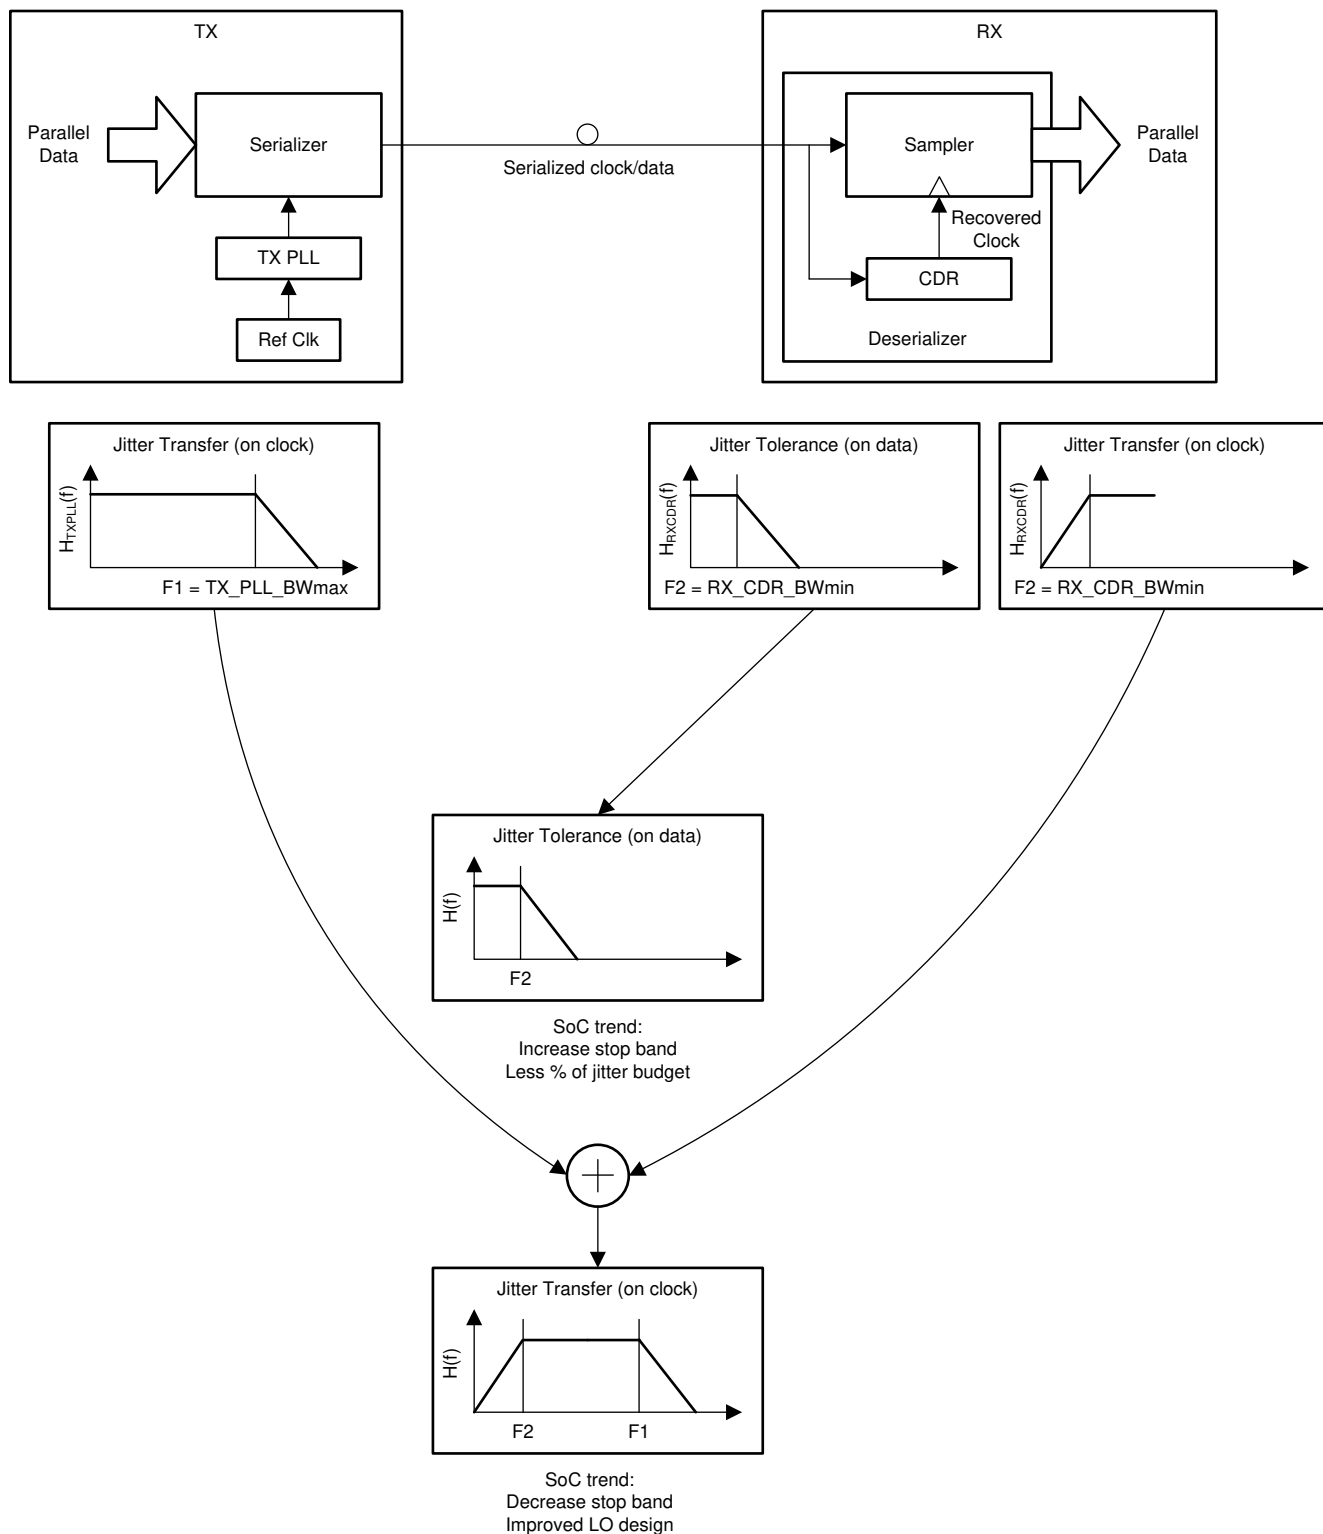 TX
Parallel
Data
Serializer
TX PLL
Ref Clk
Serialized clock/data
RX
Sampler
Recovered
Clock
CDR
Deserializer
Parallel
Data
Jitter Transfer (on clock)
HTXPLL(f)
F1 = TX_PLL_BWmax
Jitter Tolerance (on data)
HRXCDR(f)
F2 = RX_CDR_BWmin
Jitter Transfer (on clock)
HRXCDR(f)
F2 = RX_CDR_BWmin
Jitter Tolerance (on data)
H(f)
F2
SoC trend:
Increase stop band
Less % of jitter budget
Jitter Transfer (on clock)
H(f)
F2 F1
SoC trend:
Decrease stop band
Improved LO design